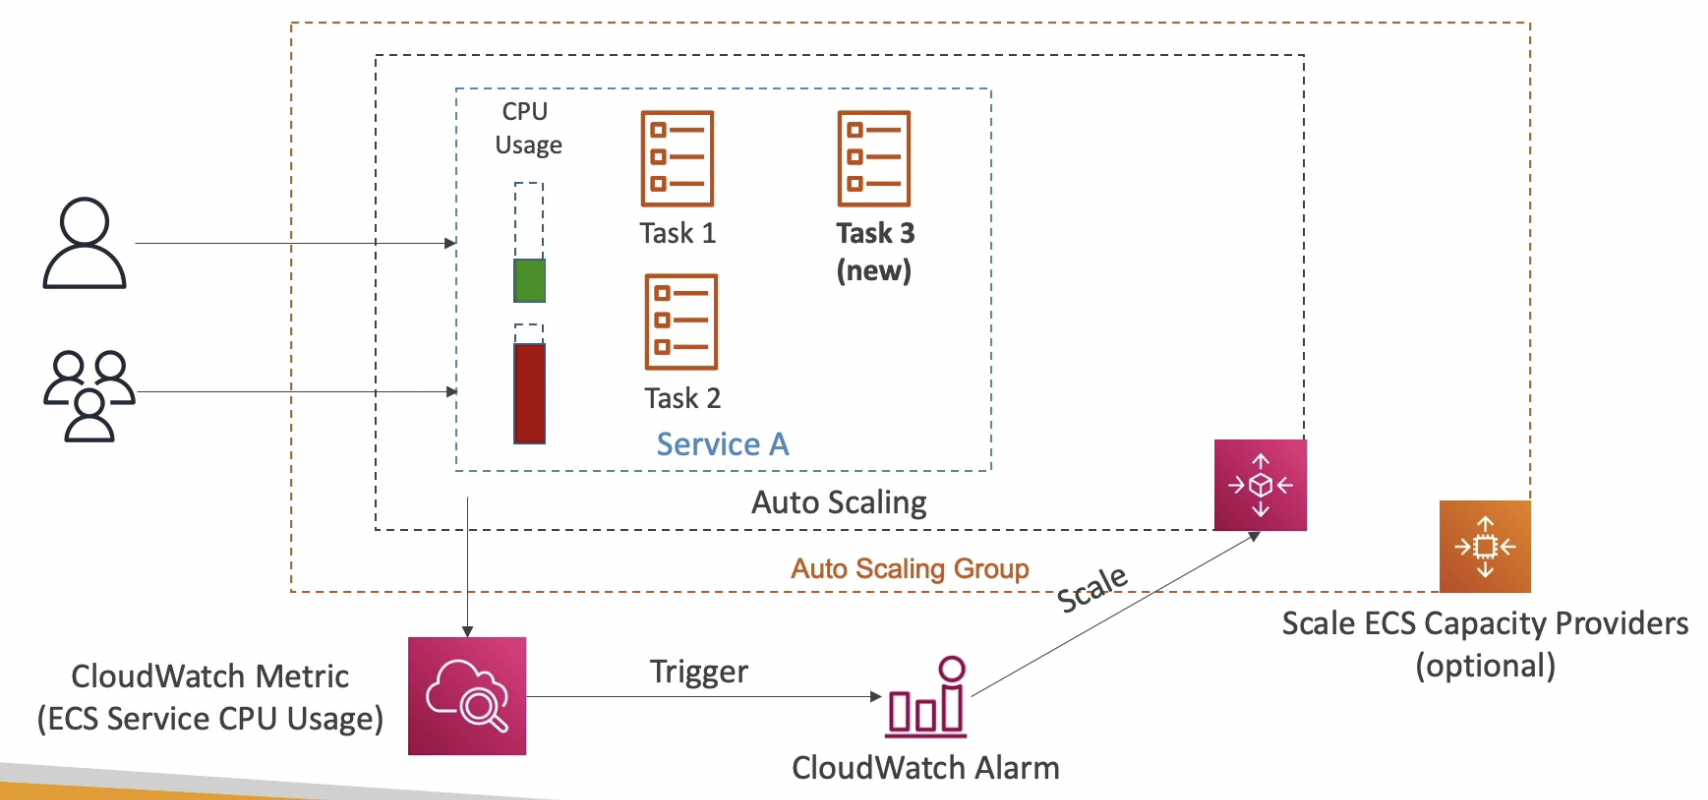 CPU
Usage
Task 1
Task 3
(new)
Task 2
Service A
Auto Scaling
Auto Scaling Group
Scale
Scale ECS Capacity Providers
(optional)
CloudWatch Metric
(ECS Service CPU Usage)
Trigger
CloudWatch Alarm